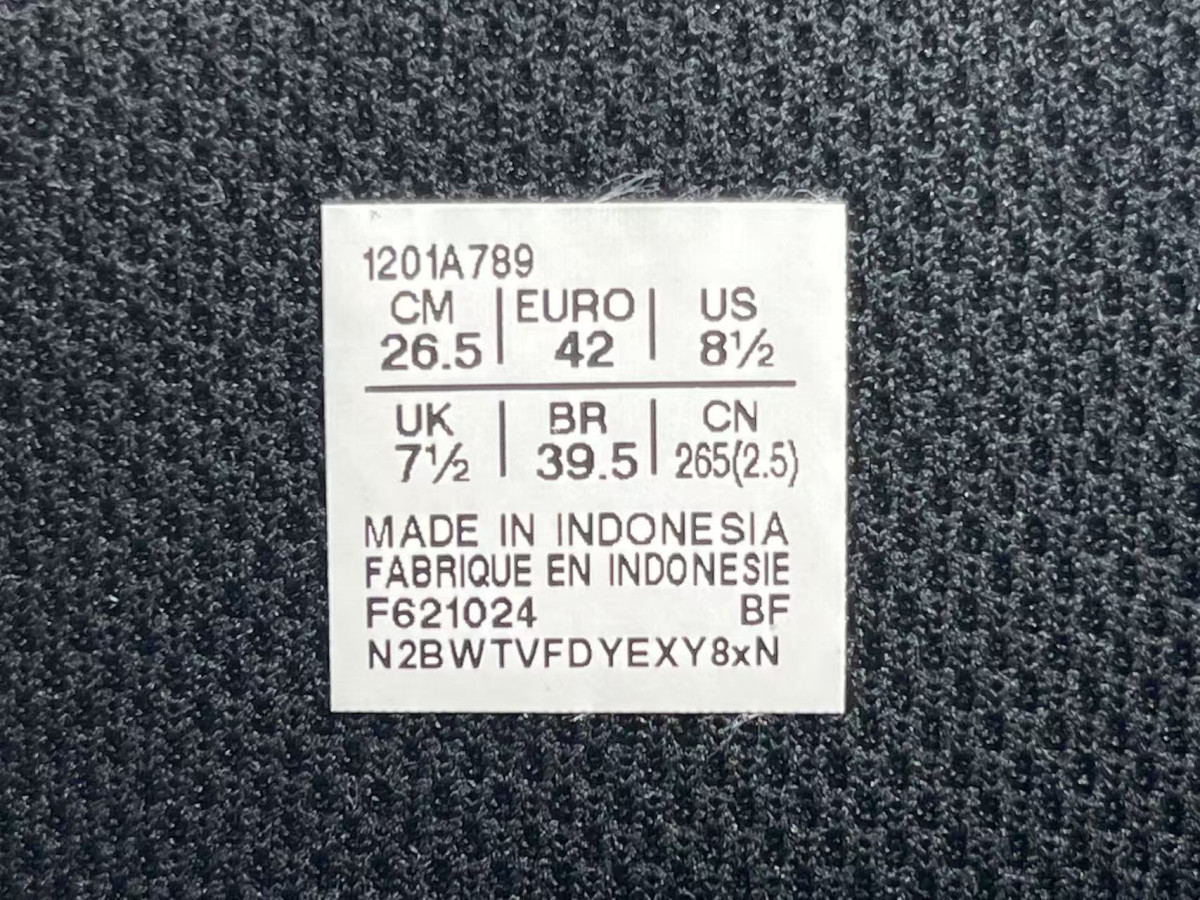 1201A789
CM | EURO | US
26.5 | 42 | 8½
UK | BR | CN
7½ | 39.5 | 265(2.5)
MADE IN INDONESIA
FABRIQUE EN INDONESIE
F621024 BF
N2BWTVFDYEXY8xN